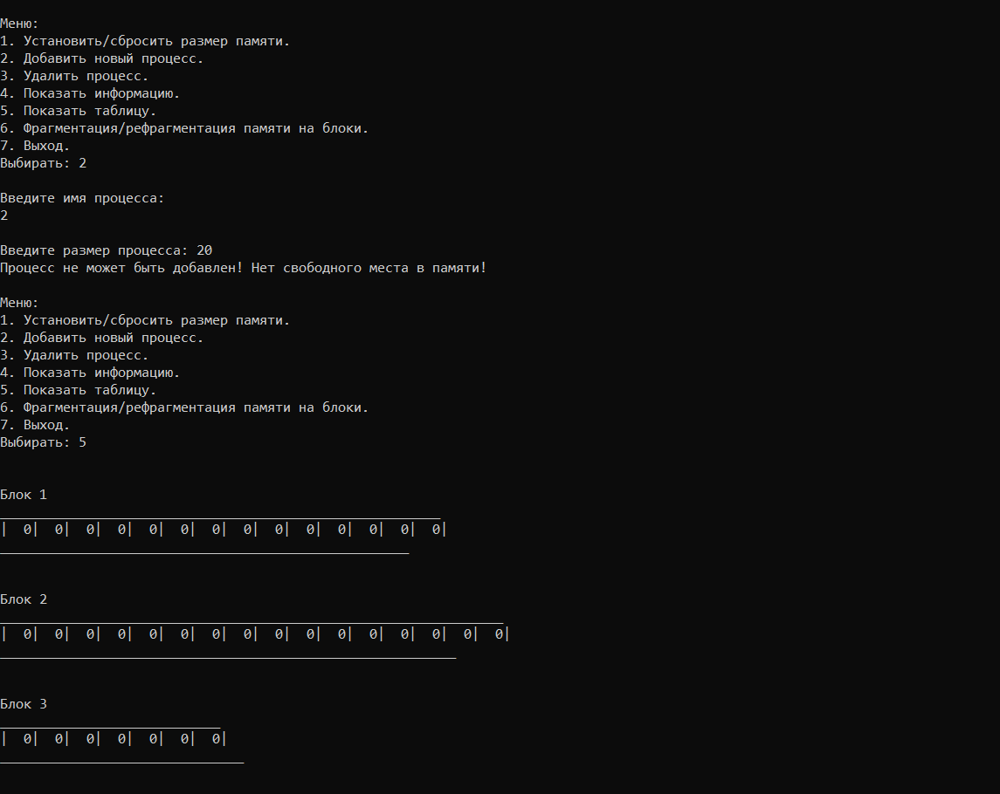 Меню:
1. Установить/сбросить размер памяти.
2. Добавить новый процесс.
3. Удалить процесс.
4. Показать информацию.
5. Показать таблицу.
6. Фрагментация/рефрагментация памяти на блоки.
7. Выход.
Выбирать: 2
Введите имя процесса:
2
Введите размер процесса: 20
Процесс не может быть добавлен! Нет свободного места в памяти!
Меню:
1. Установить/сбросить размер памяти.
2. Добавить новый процесс.
3. Удалить процесс.
4. Показать информацию.
5. Показать таблицу.
6. Фрагментация/рефрагментация памяти на блоки.
7. Выход.
Выбирать: 5
Блок 1
|  0|  0|  0|  0|  0|  0|  0|  0|  0|  0|  0|  0|  0|  0|
Блок 2
|  0|  0|  0|  0|  0|  0|  0|  0|  0|  0|  0|  0|  0|  0|  0|  0|
Блок 3
|  0|  0|  0|  0|  0|  0|  0|